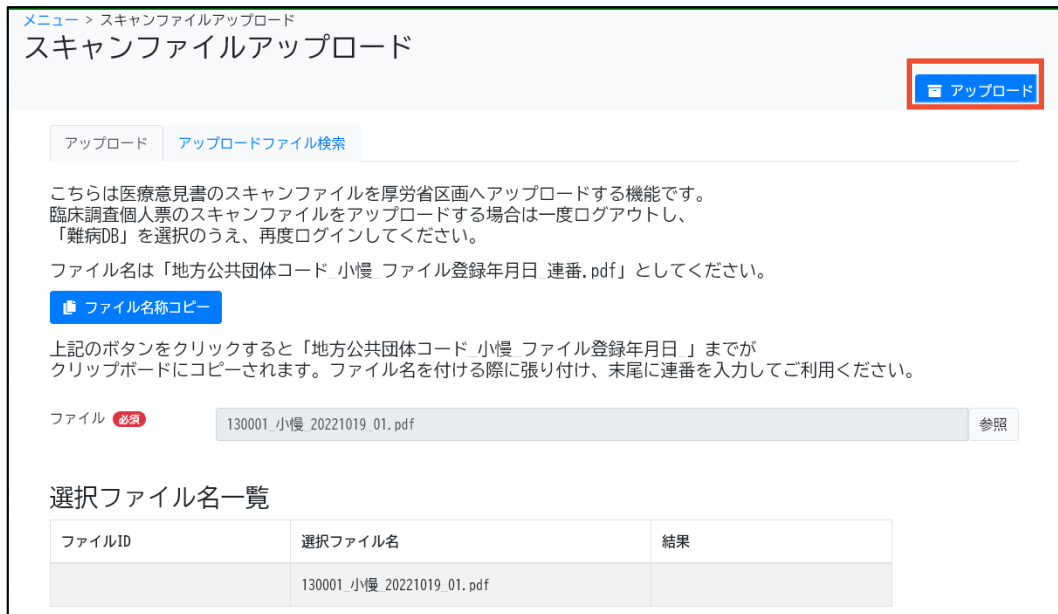 メニュー > スキャンファイルアップロード
スキャンファイルアップロード
アップロード
アップロード アップロードファイル検索
こちらは医療意見書のスキャンファイルを厚労省区画へアップロードする機能です。
臨床調査個人票のスキャンファイルをアップロードする場合は一度ログアウトし、
「難病DB」を選択のうえ、再度ログインしてください。
ファイル名は「地方公共団体コード_小慢_ファイル登録年月日_連番.pdf」としてください。
ファイル名称コピー
上記のボタンをクリックすると「地方公共団体コード_小慢_ファイル登録年月日_」までが
クリップボードにコピーされます。ファイル名を付ける際に張り付け、末尾に連番を入力してご利用ください。
ファイル 必須 130001_小慢_20221019_01.pdf 参照
選択ファイル名一覧
ファイルID 選択ファイル名 結果
130001_小慢_20221019_01.pdf